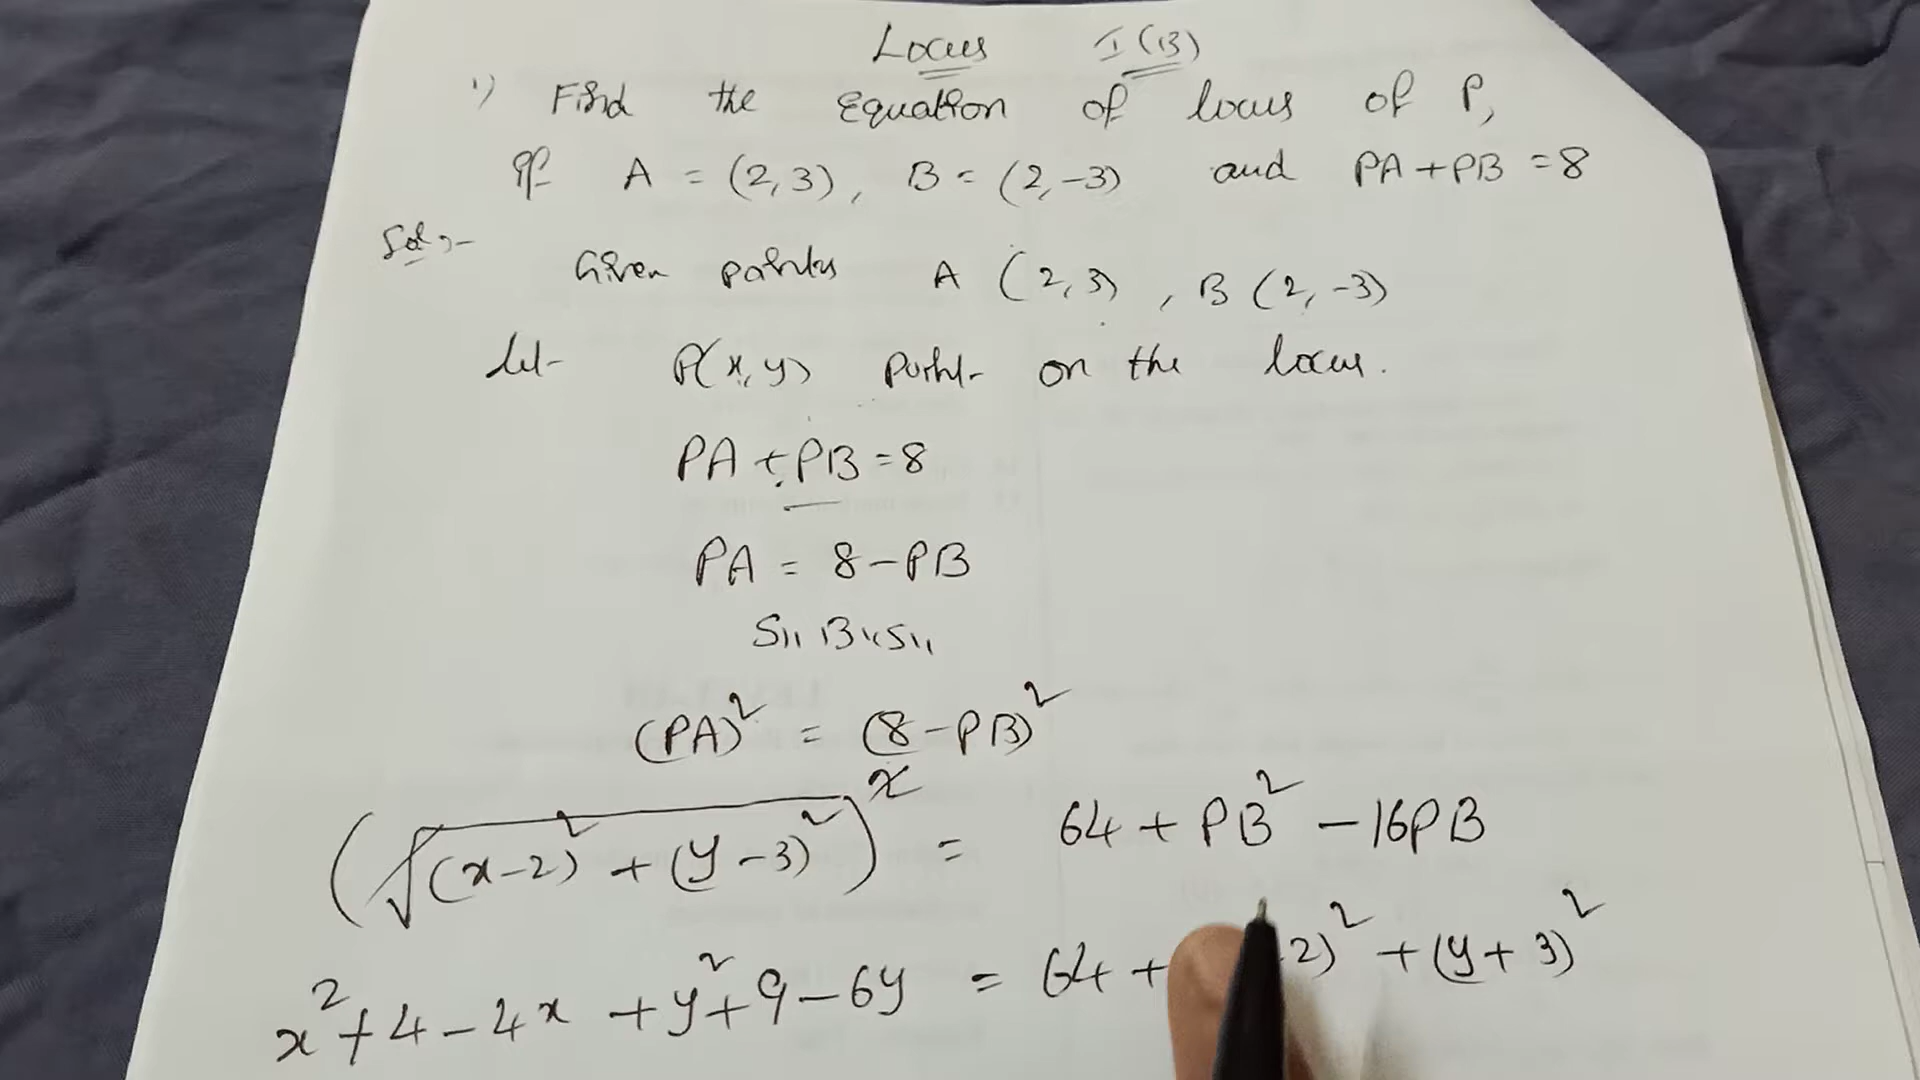 Locus I(B)
1) Find the Equation of locus of P,
If A = (2,3), B = (2,-3) and PA+PB = 8
Sol:-
Given points A (2,3), B (2,-3)
Let P(x,y) point on the locus.
PA + PB = 8
PA = 8-PB
S'' B'' S''
(PA)² = (8-PB)²
(√(x-2)² + (y-3)²)² = 64 + PB² - 16PB
x² + 4 - 4x + y² + 9 - 6y = 64 + 2)² + (y+3)²